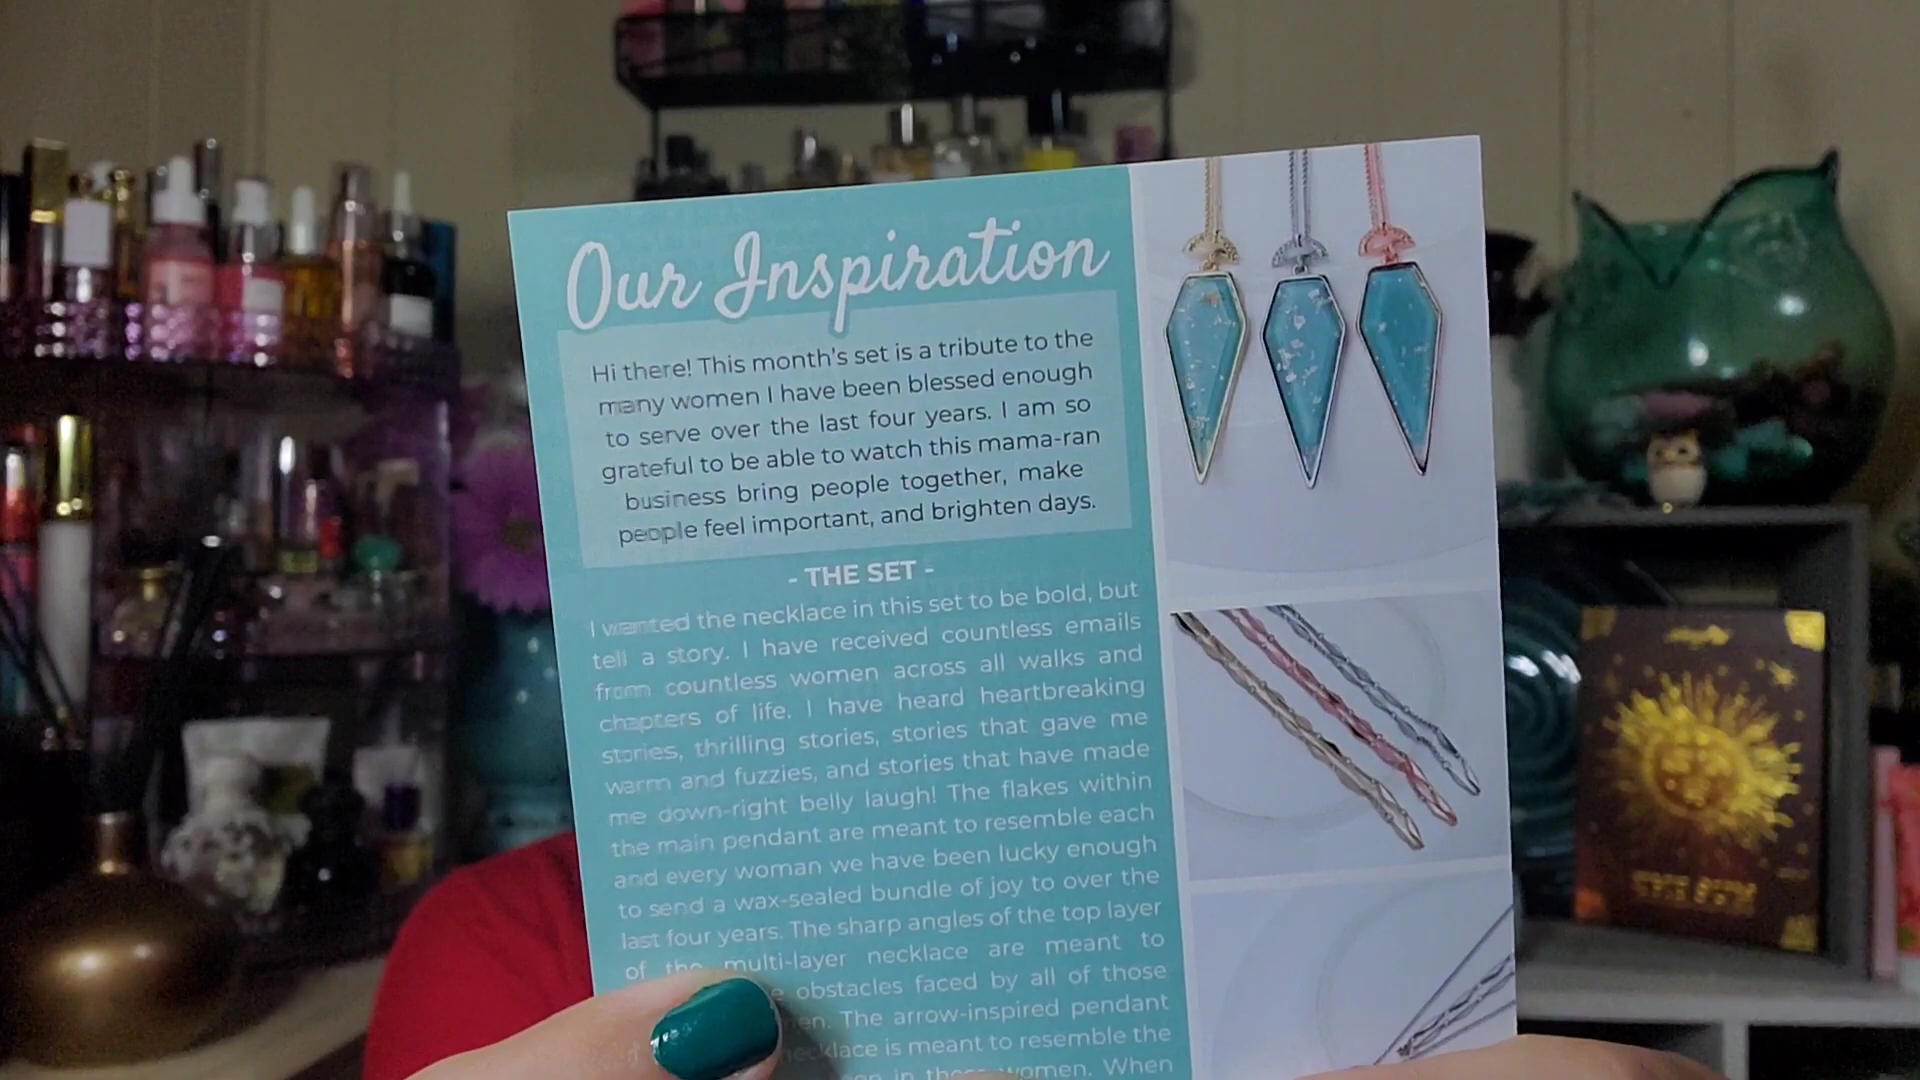 Our Inspiration
Hi there! This month's set is a tribute to the
many women I have been blessed enough
to serve over the last four years. I am so
grateful to be able to watch this mama-ran
business bring people together, make
people feel important, and brighten days.
- THE SET -
I wanted the necklace in this set to be bold, but
tell a story. I have received countless emails
from countless women across all walks and
chapters of life. I have heard heartbreaking
stories, thrilling stories, stories that gave me
warm and fuzzies, and stories that have made
me down-right belly laugh! The flakes within
the main pendant are meant to resemble each
and every woman we have been lucky enough
to send a wax-sealed bundle of joy to over the
last four years. The sharp angles of the top layer
of the multi-layer necklace are meant to
obstacles faced by all of those
The arrow-inspired pendant
necklace is meant to resemble the
in these women. When
THE SUN